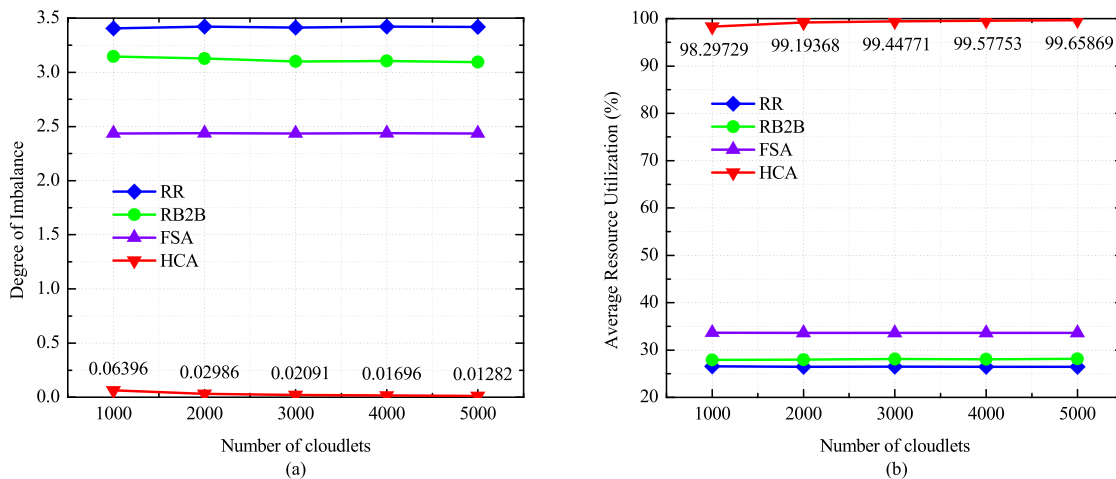 3.5
3.0
2.5
2.0
1.5
1.0
0.5
0.0
Degree of Imbalance
RR
RB2B
FSA
HCA
0.06396 0.02986 0.02091 0.01696 0.01282
1000 2000 3000 4000 5000
Number of cloudlets
(a)
100
90
80
70
60
50
40
30
20
Average Resource Utilization (%)
98.29729 99.19368 99.44771 99.57753 99.65869
RR
RB2B
FSA
HCA
1000 2000 3000 4000 5000
Number of cloudlets
(b)